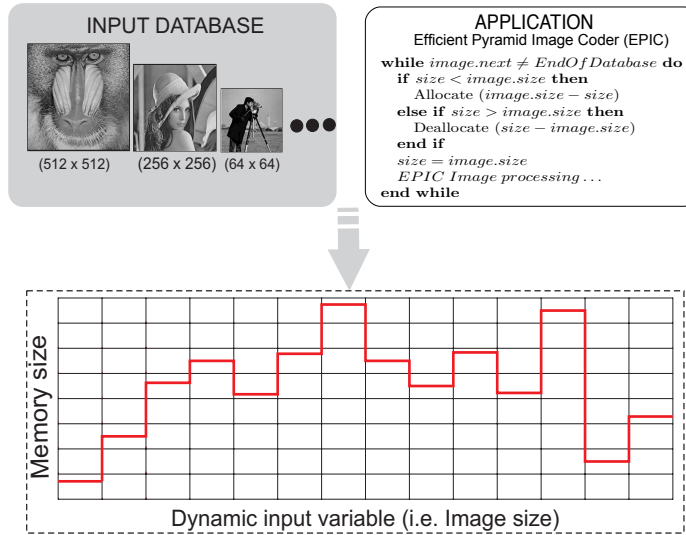 INPUT DATABASE
(512 x 512)
(256 x 256)
(64 x 64)
APPLICATION
Efficient Pyramid Image Coder (EPIC)
while image.next ≠ EndOfDatabase do
if size < image.size then
Allocate (image.size − size)
else if size > image.size then
Deallocate (size − image.size)
end if
size = image.size
EPIC Image processing ...
end while
Memory size
Dynamic input variable (i.e. Image size)